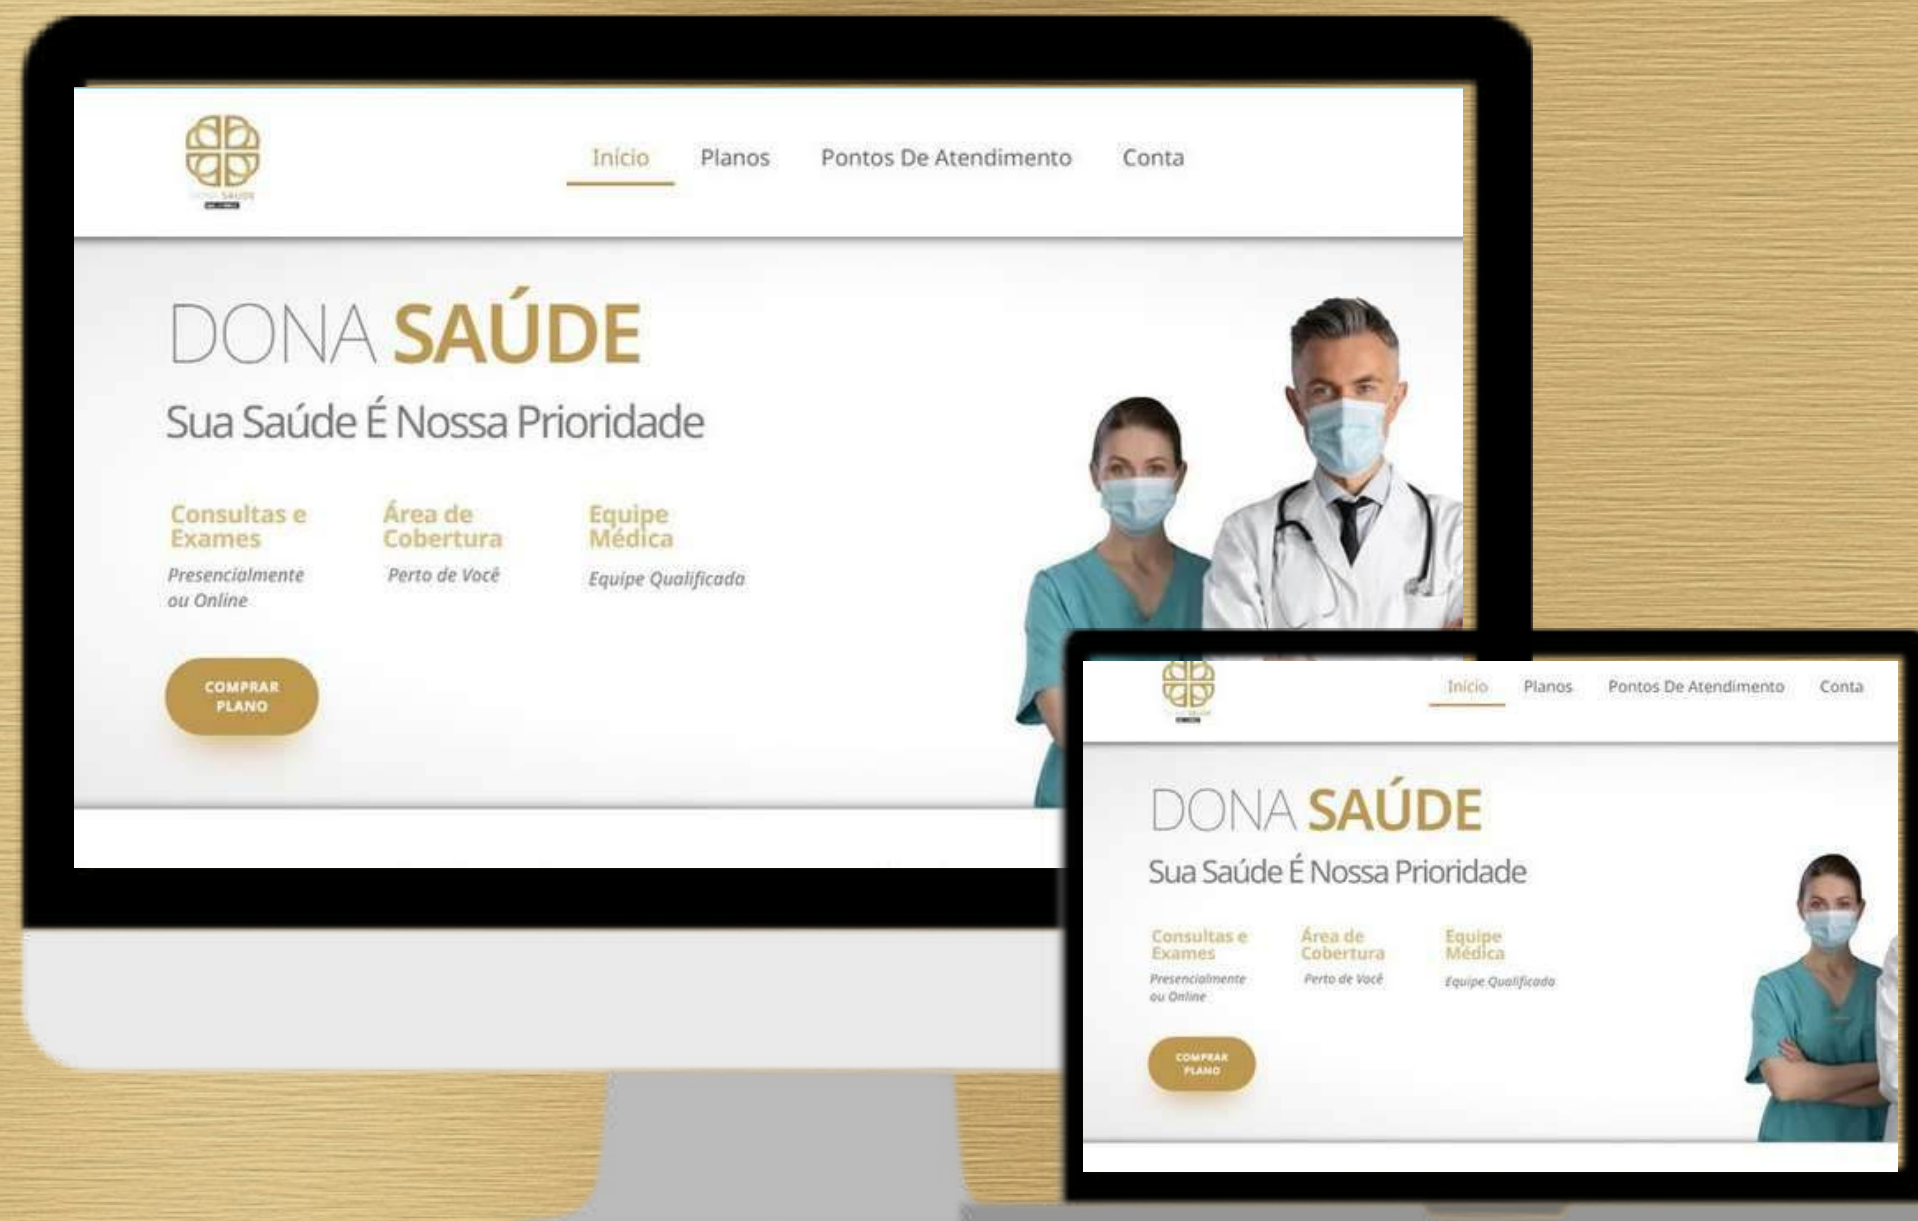 Início Planos Pontos De Atendimento Conta
DONA SAÚDE
DONA SAÚDE
Sua Saúde É Nossa Prioridade
Consultas e
Exames
Área de
Cobertura
Equipe
Médica
Presencialmente
ou Online
Perto de Você
Equipe Qualificada
COMPRAR
PLANO
Início Planos Pontos De Atendimento Conta
DONA SAÚDE
Sua Saúde É Nossa Prioridade
Consultas e
Exames
Área de
Cobertura
Equipe
Médica
Presencialmente
ou Online
Perto de Você
Equipe Qualificada
COMPRAR
PLANO